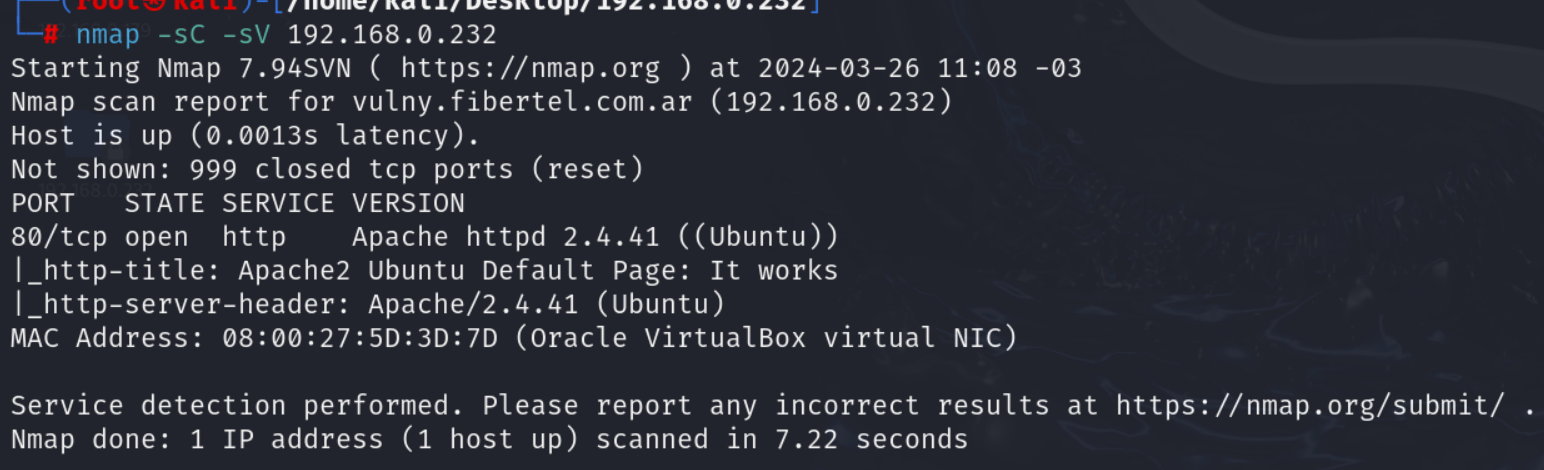 ┌──(root㉿kali)-[/home/kali/Desktop/192.168.0.232]
└─# nmap -sC -sV 192.168.0.232
Starting Nmap 7.94SVN ( https://nmap.org ) at 2024-03-26 11:08 -03
Nmap scan report for vulny.fibertel.com.ar (192.168.0.232)
Host is up (0.0013s latency).
Not shown: 999 closed tcp ports (reset)
PORT   STATE SERVICE VERSION
80/tcp open  http    Apache httpd 2.4.41 ((Ubuntu))
|_http-title: Apache2 Ubuntu Default Page: It works
|_http-server-header: Apache/2.4.41 (Ubuntu)
MAC Address: 08:00:27:5D:3D:7D (Oracle VirtualBox virtual NIC)

Service detection performed. Please report any incorrect results at https://nmap.org/submit/ .
Nmap done: 1 IP address (1 host up) scanned in 7.22 seconds